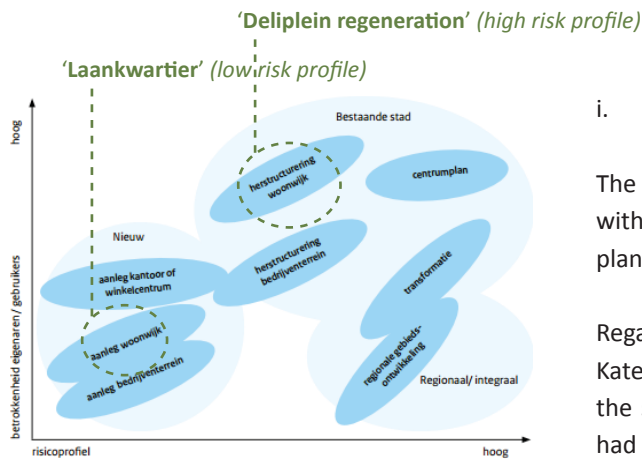 ‘Deliplein regeneration’ (high risk profile)
‘Laankwartier’ (low risk profile)
hoog
betrokkenheid eigenaren/ gebruikers
Bestaande stad
herstructurering
woonwijk
centrumplan
Nieuw
aanleg kantoor of
winkelcentrum
herstructurering
bedrijventerrein
transformatie
aanleg woonwijk
aanleg bedrijventerrein
regionale gebieds-
ontwikkeling
Regionaal/ integraal
risicoprofiel
hoog
i.
The
with
plan
Rega
Kate
the
had